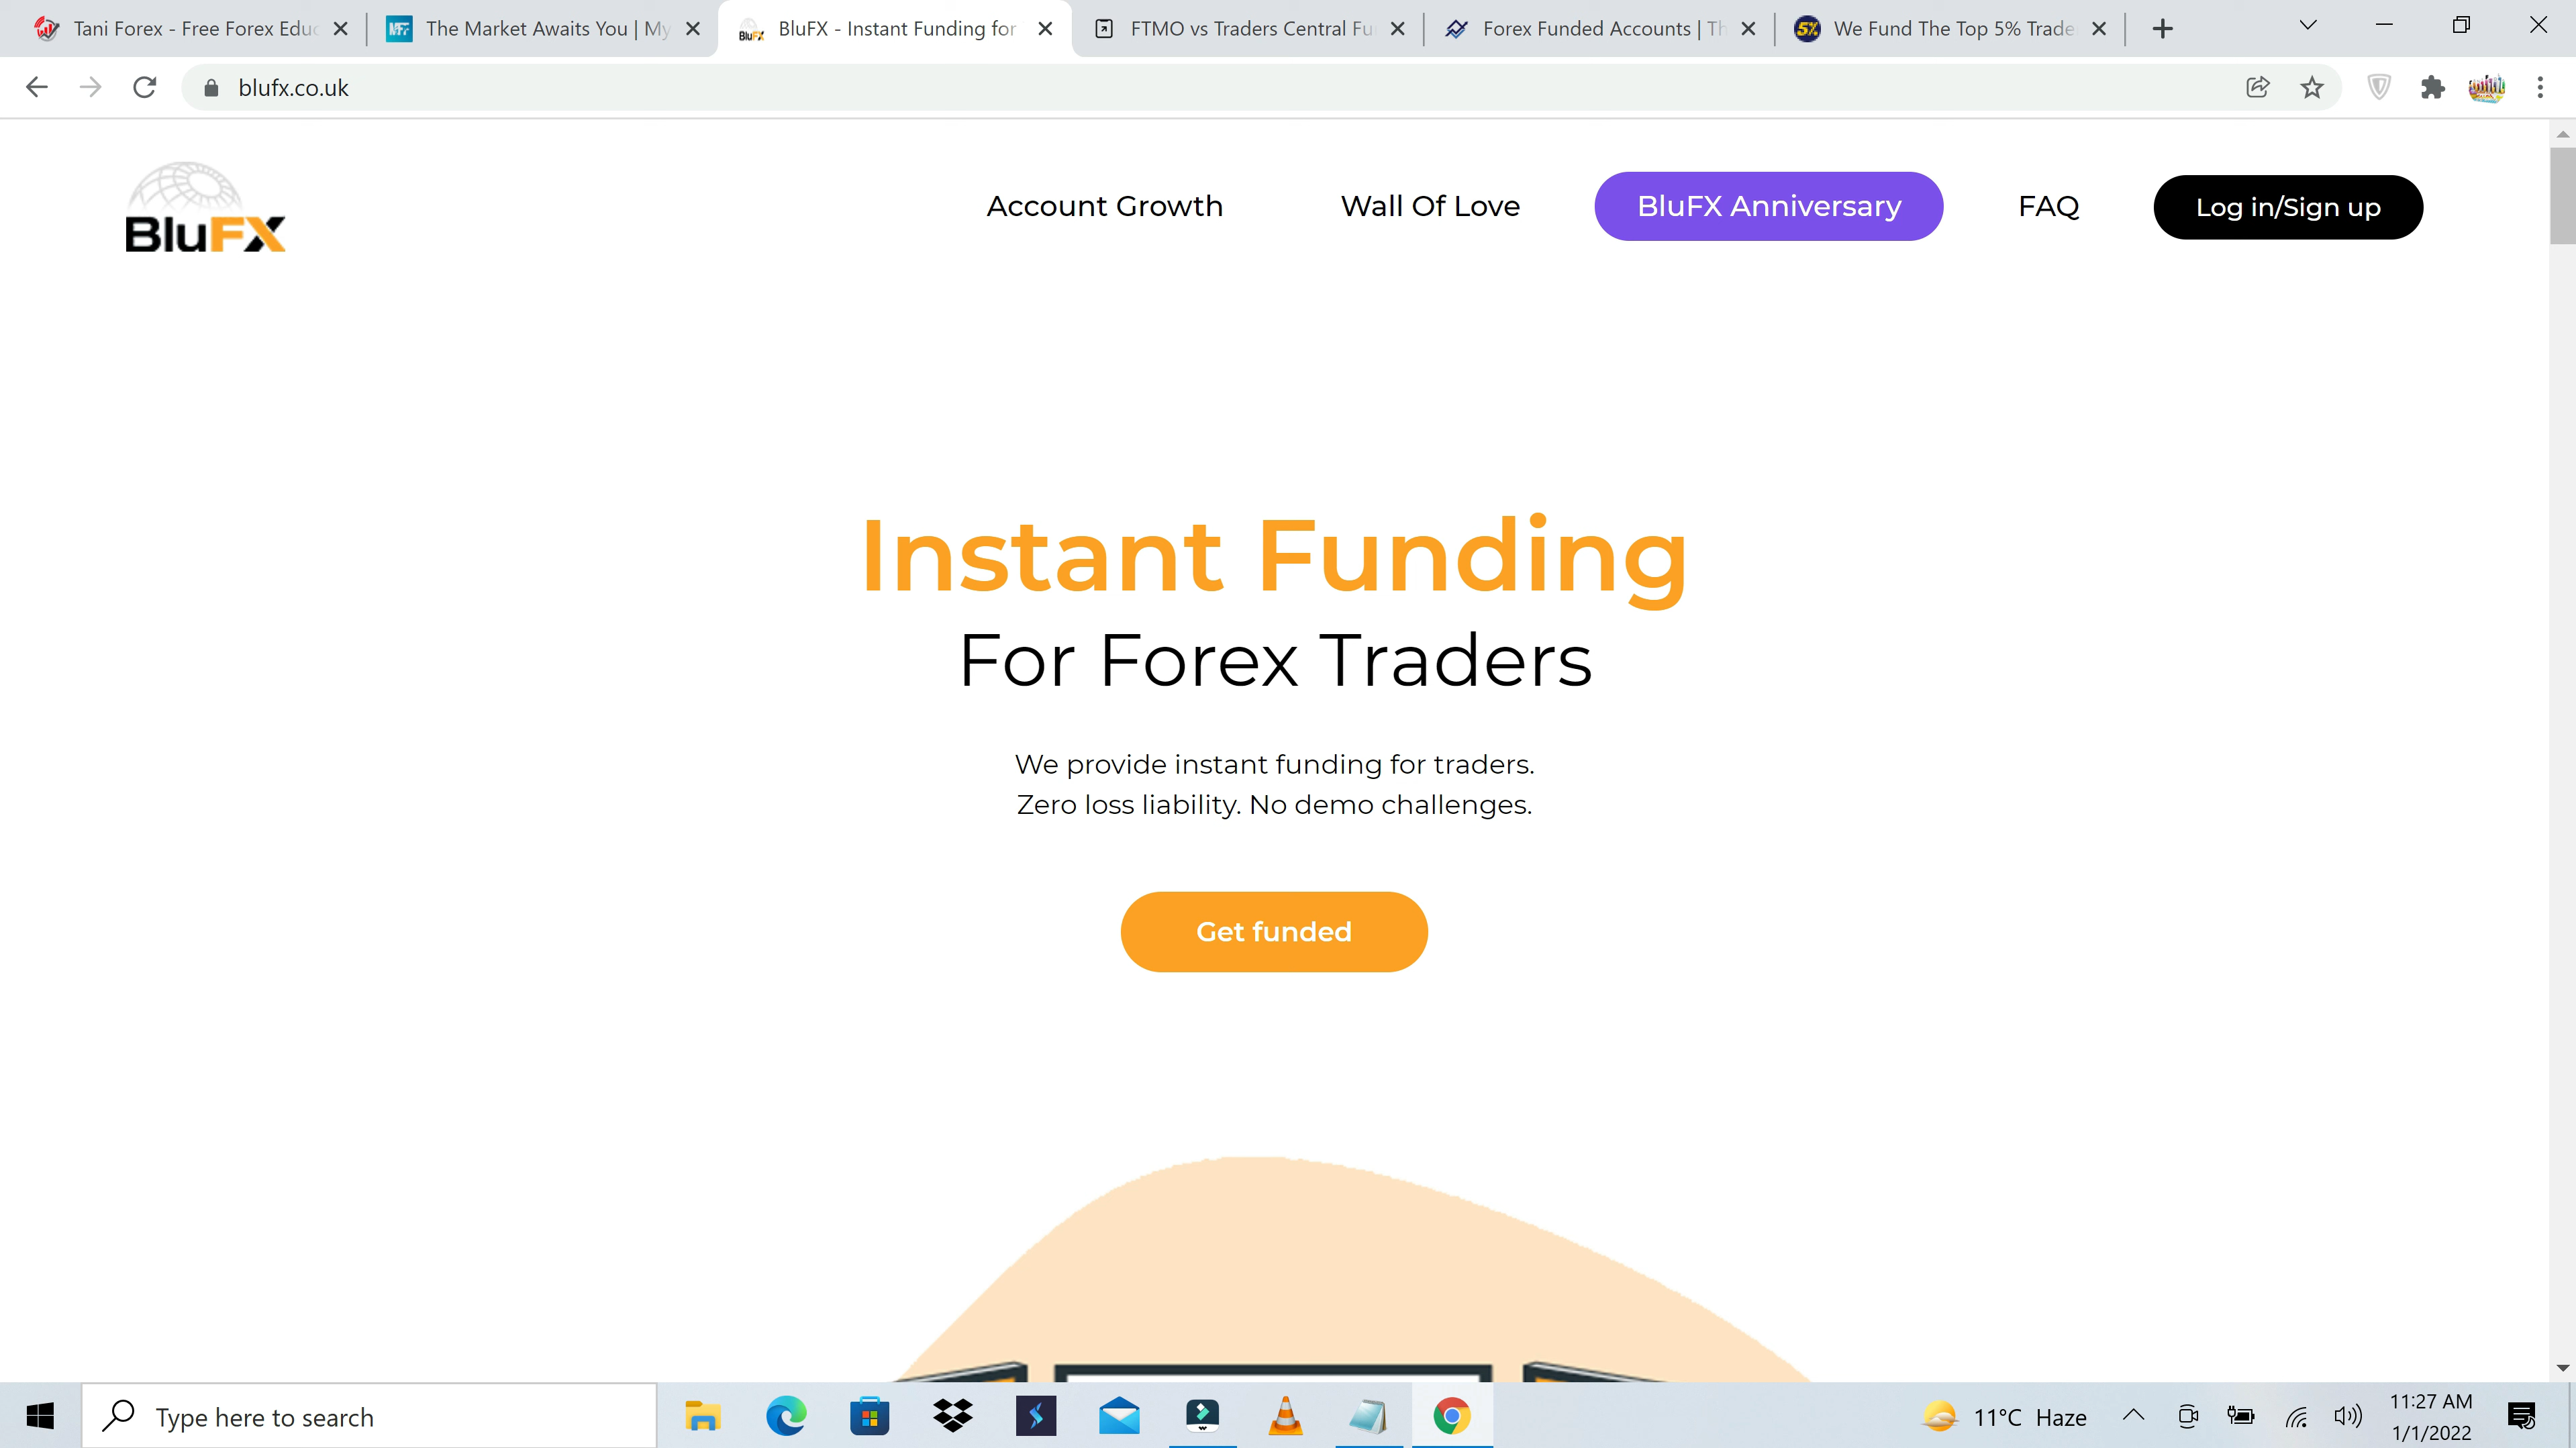 Tani Forex - Free Forex Educ
The Market Awaits You | My
BluFX - Instant Funding for
FTMO vs Traders Central Fu
Forex Funded Accounts | Th
We Fund The Top 5% Trade
blufx.co.uk
BluFX
Account Growth
Wall Of Love
BluFX Anniversary
FAQ
Log in/Sign up
Instant Funding
For Forex Traders
We provide instant funding for traders.
Zero loss liability. No demo challenges.
Get funded
Type here to search
11°C Haze
11:27 AM
1/1/2022